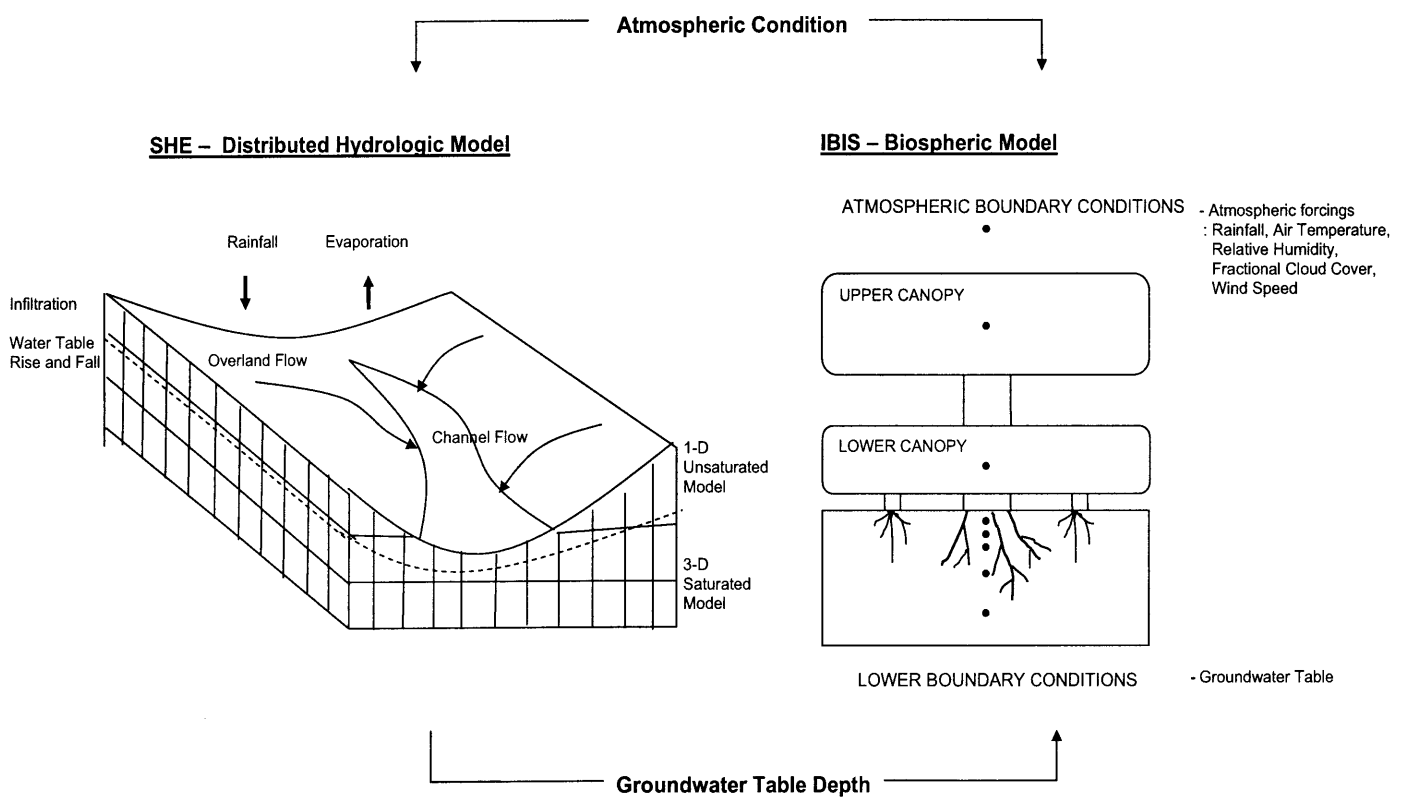 Atmospheric Condition
SHE – Distributed Hydrologic Model
Rainfall
Evaporation
Infiltration
Water Table
Rise and Fall
Overland Flow
Channel Flow
1-D
Unsaturated
Model
3-D
Saturated
Model
IBIS – Biospheric Model
ATMOSPHERIC BOUNDARY CONDITIONS
- Atmospheric forcings
: Rainfall, Air Temperature,
Relative Humidity,
Fractional Cloud Cover,
Wind Speed
UPPER CANOPY
LOWER CANOPY
LOWER BOUNDARY CONDITIONS
- Groundwater Table
Groundwater Table Depth